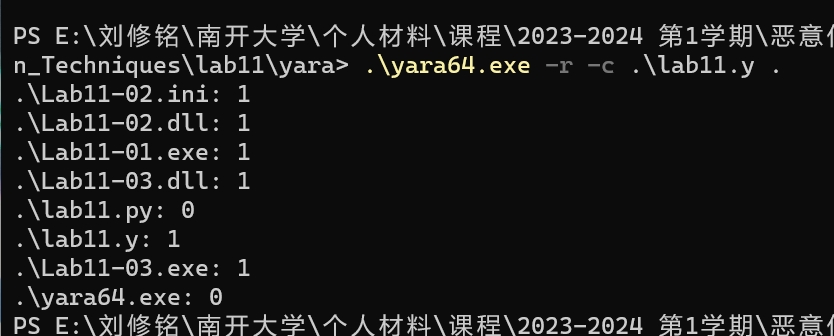 PS E:\刘修铭\南开大学\个人材料\课程\2023-2024 第1学期\恶意
n_Techniques\lab11\yara> .\yara64.exe -r -c .\lab11.y .
.\Lab11-02.ini: 1
.\Lab11-02.dll: 1
.\Lab11-01.exe: 1
.\Lab11-03.dll: 1
.\lab11.py: 0
.\lab11.y: 1
.\Lab11-03.exe: 1
.\yara64.exe: 0
PS E:\刘修铭\南开大学\个人材料\课程\2023-2024 第1学期\恶意